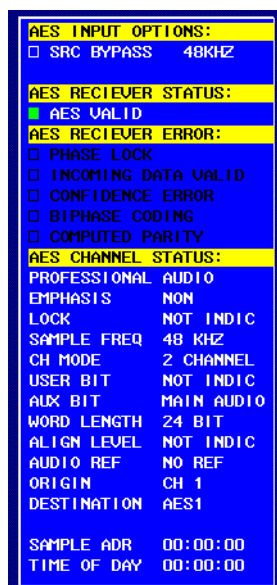 AES INPUT OPTIONS:
SRC BYPASS 48KHZ
AES RECIEVER STATUS:
AES VALID
AES RECIEVER ERROR:
PHASE LOCK
INCOMING DATA VALID
CONFIDENCE ERROR
BIPHASE CODING
COMPUTED PARITY
AES CHANNEL STATUS:
PROFESSIONAL AUDIO
EMPHASIS NON
LOCK NOT INDIC
SAMPLE FREQ 48 KHZ
CH MODE 2 CHANNEL
USER BIT NOT INDIC
AUX BIT MAIN AUDIO
WORD LENGTH 24 BIT
ALIGN LEVEL NOT INDIC
AUDIO REF NO REF
ORIGIN CH 1
DESTINATION AES1
SAMPLE ADR 00:00:00
TIME OF DAY 00:00:00